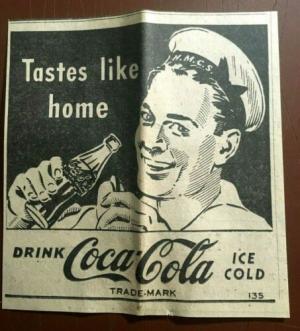 Tastes like
home
H.M.C.S.
DRINK Coca-Cola ICE
COLD
TRADE-MARK
135